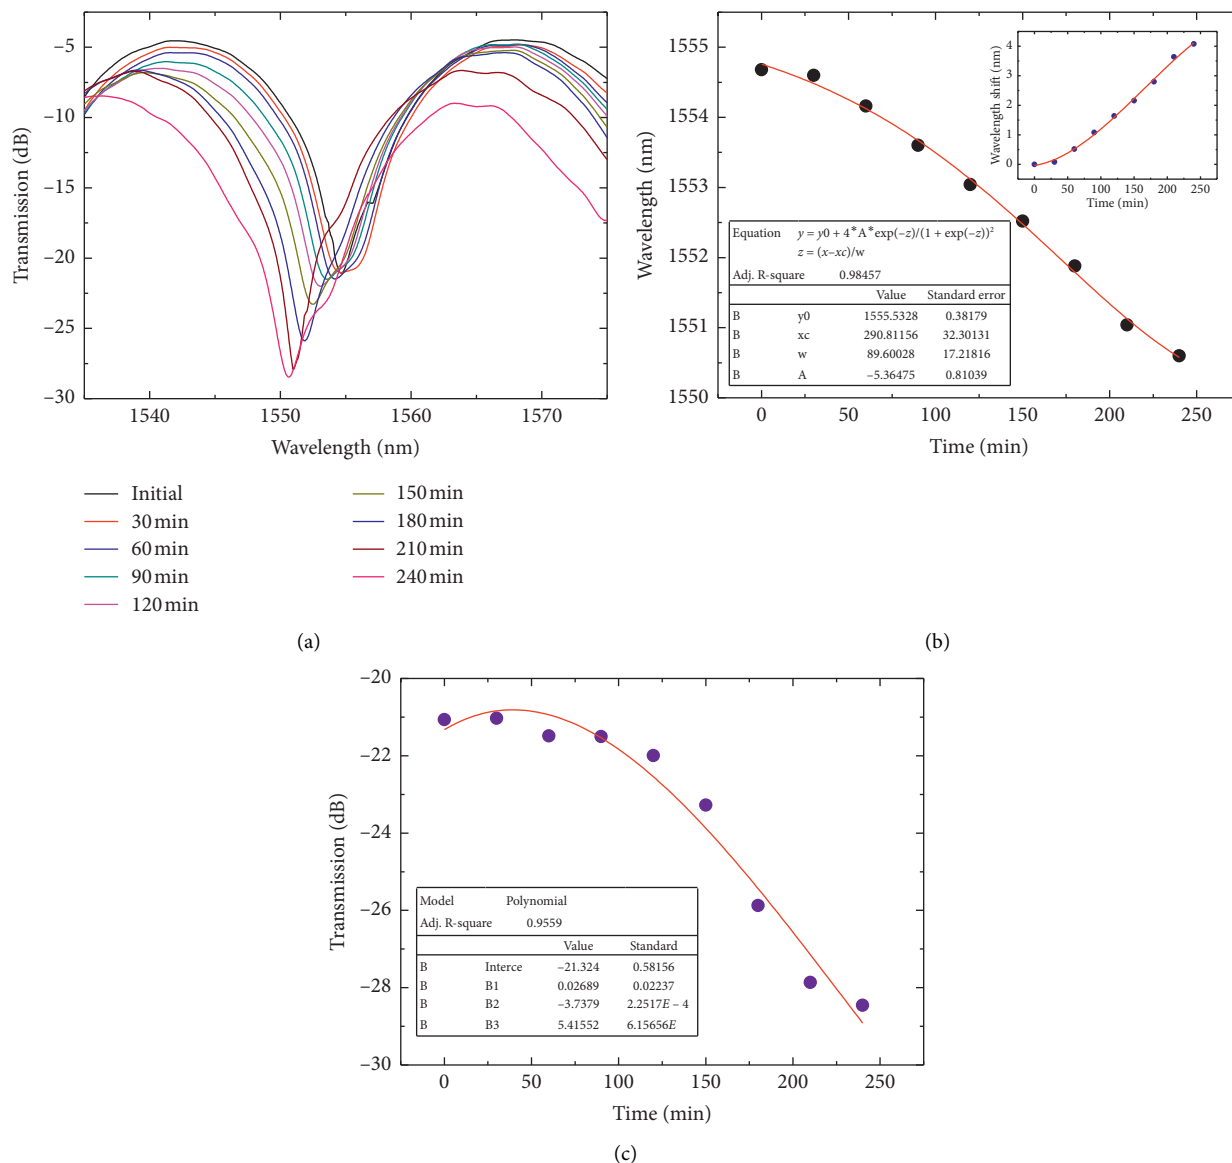 −5
−10
−15
−20
−25
−30
Transmission (dB)
1540 1550 1560 1570
Wavelength (nm)
Initial
30 min
60 min
90 min
120 min
150 min
180 min
210 min
240 min
(a)
1555
1554
1553
1552
1551
1550
Wavelength (nm)
0 50 100 150 200 250
Time (min)
4
3
2
1
0
Wavelength shift (nm)
0 50 100 150 200 250
Time (min)
Equation y = y0 + 4*A*exp(−z)/(1 + exp(−z))²
z = (x−xc)/w
Adj. R-square 0.98457
Value Standard error
B y0 1555.5328 0.38179
B xc 290.81156 32.30131
B w 89.60028 17.21816
B A −5.36475 0.81039
(b)
−20
−22
−24
−26
−28
−30
Transmission (dB)
0 50 100 150 200 250
Time (min)
Model Polynomial
Adj. R-square 0.9559
Value Standard
B Interce −21.324 0.58156
B B1 0.02689 0.02237
B B2 −3.7379 2.2517E − 4
B B3 5.41552 6.15656E
(c)